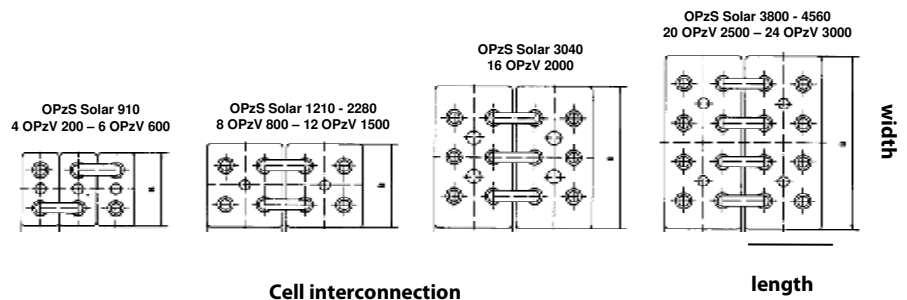 OPzS Solar 910
4 OPzV 200 – 6 OPzV 600
OPzS Solar 1210 - 2280
8 OPzV 800 – 12 OPzV 1500
OPzS Solar 3040
16 OPzV 2000
OPzS Solar 3800 - 4560
20 OPzV 2500 – 24 OPzV 3000
width
length
Cell interconnection